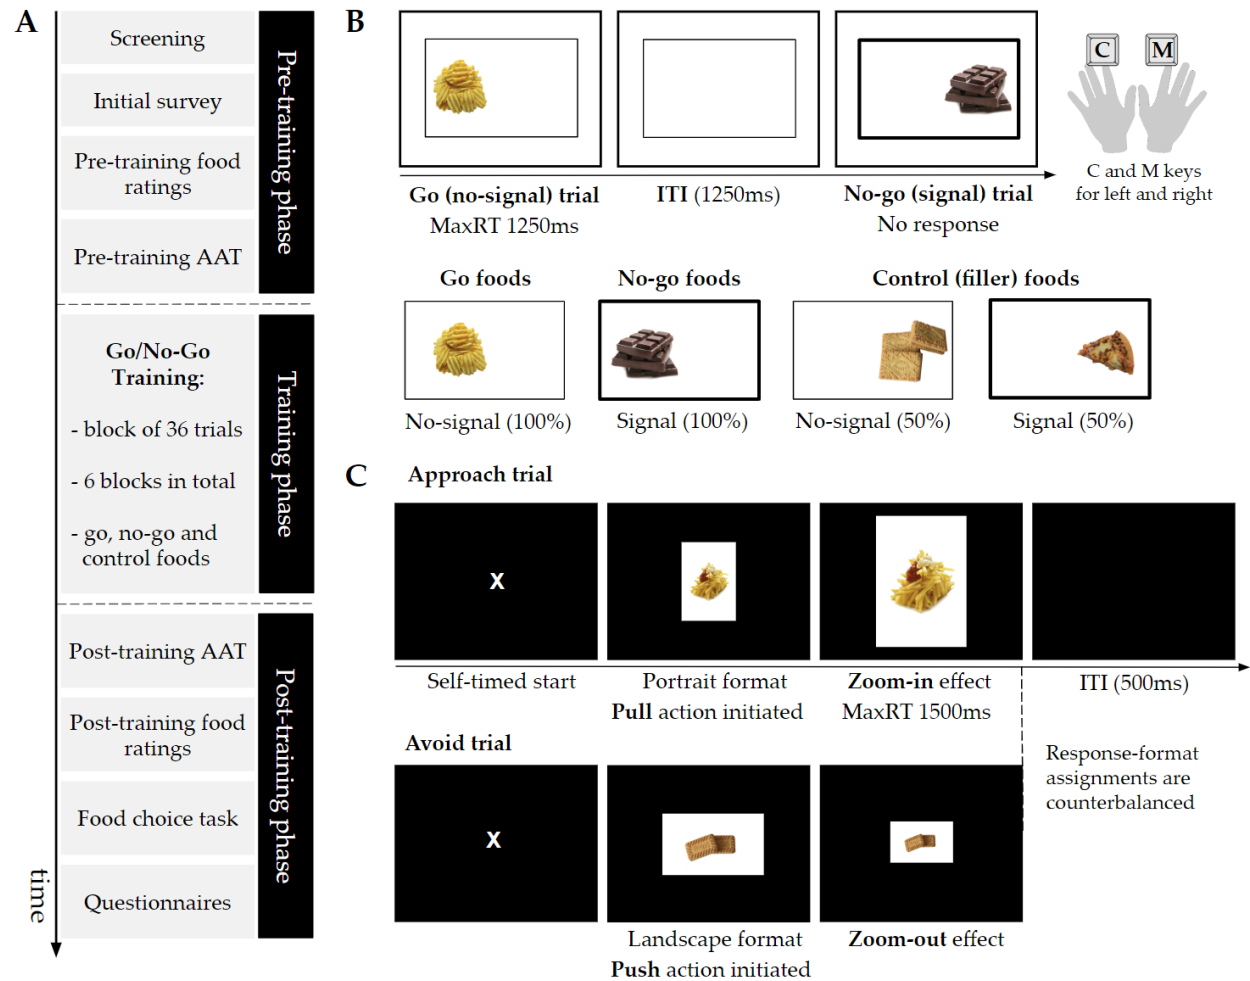 A
Screening
Initial survey
Pre-training food
ratings
Pre-training AAT
Pre-training phase
Go/No-Go
Training:
- block of 36 trials
- 6 blocks in total
- go, no-go and
control foods
Training phase
Post-training AAT
Post-training food
ratings
Food choice task
Questionnaires
Post-training phase
time
B
Go (no-signal) trial
MaxRT 1250ms
ITI (1250ms)
No-go (signal) trial
No response
C M
C and M keys
for left and right
Go foods
No-signal (100%)
No-go foods
Signal (100%)
Control (filler) foods
No-signal (50%)
Signal (50%)
C
Approach trial
X
Self-timed start
Portrait format
Pull action initiated
Zoom-in effect
MaxRT 1500ms
ITI (500ms)
Avoid trial
X
Landscape format
Push action initiated
Zoom-out effect
Response-format
assignments are
counterbalanced